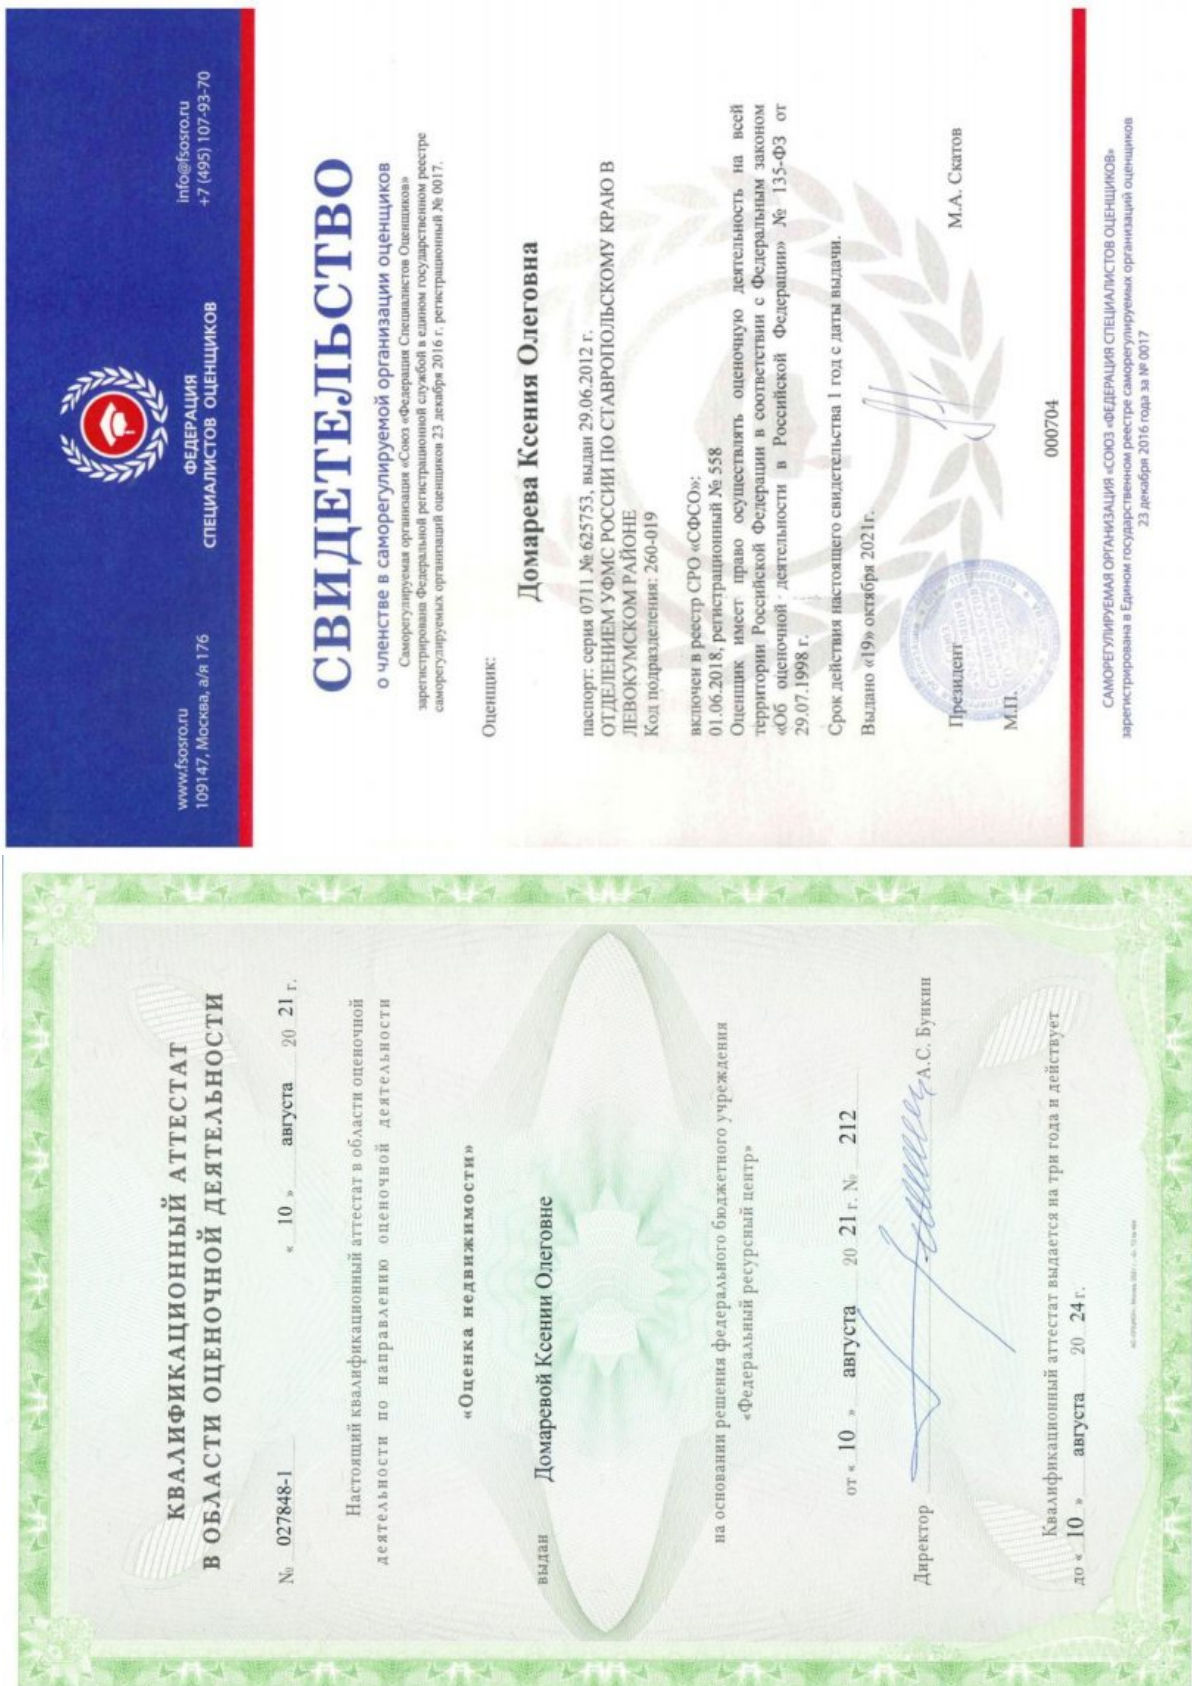 www.fsosro.ru
109147, Москва, а/я 176
ФЕДЕРАЦИЯ
СПЕЦИАЛИСТОВ ОЦЕНЩИКОВ
info@fsosro.ru
+7 (495) 107-93-70
СВИДЕТЕЛЬСТВО
о членстве в саморегулируемой организации оценщиков
Саморегулируемая организация «Союз «Федерация Специалистов Оценщиков»
зарегистрирована Федеральной регистрационной службой в едином государственном реестре
саморегулируемых организаций оценщиков 23 декабря 2016 г. регистрационный № 0017.
Оценщик:
Домарева Ксения Олеговна
паспорт: серия 0711 № 625753, выдан 29.06.2012 г.
ОТДЕЛЕНИЕМ УФМС РОССИИ ПО СТАВРОПОЛЬСКОМУ КРАЮ В
ЛЕВОКУМСКОМ РАЙОНЕ
Код подразделения: 260-019
включен в реестр СРО «СФСО»:
01.06.2018, регистрационный № 558
Оценщик имеет право осуществлять оценочную деятельность на всей
территории Российской Федерации в соответствии с Федеральным законом
«Об оценочной деятельности в Российской Федерации» № 135-ФЗ от
29.07.1998 г.
Срок действия настоящего свидетельства 1 год с даты выдачи.
Выдано «19» октября 2021г.
Президент М.А. Скатов
М.П.
000704
САМОРЕГУЛИРУЕМАЯ ОРГАНИЗАЦИЯ «СОЮЗ «ФЕДЕРАЦИЯ СПЕЦИАЛИСТОВ ОЦЕНЩИКОВ»
зарегистрирована в Едином государственном реестре саморегулируемых организаций оценщиков
23 декабря 2016 года за № 0017
КВАЛИФИКАЦИОННЫЙ АТТЕСТАТ
В ОБЛАСТИ ОЦЕНОЧНОЙ ДЕЯТЕЛЬНОСТИ
№ 027848-1 « 10 » августа 20 21 г.
Настоящий квалификационный аттестат в области оценочной
деятельности по направлению оценочной деятельности
«Оценка недвижимости»
выдан Домаревой Ксении Олеговне
на основании решения федерального бюджетного учреждения
«Федеральный ресурсный центр»
от « 10 » августа 20 21 г. № 212
Директор А.С. Бункин
Квалификационный аттестат выдается на три года и действует
до « 10 » августа 20 24 г.